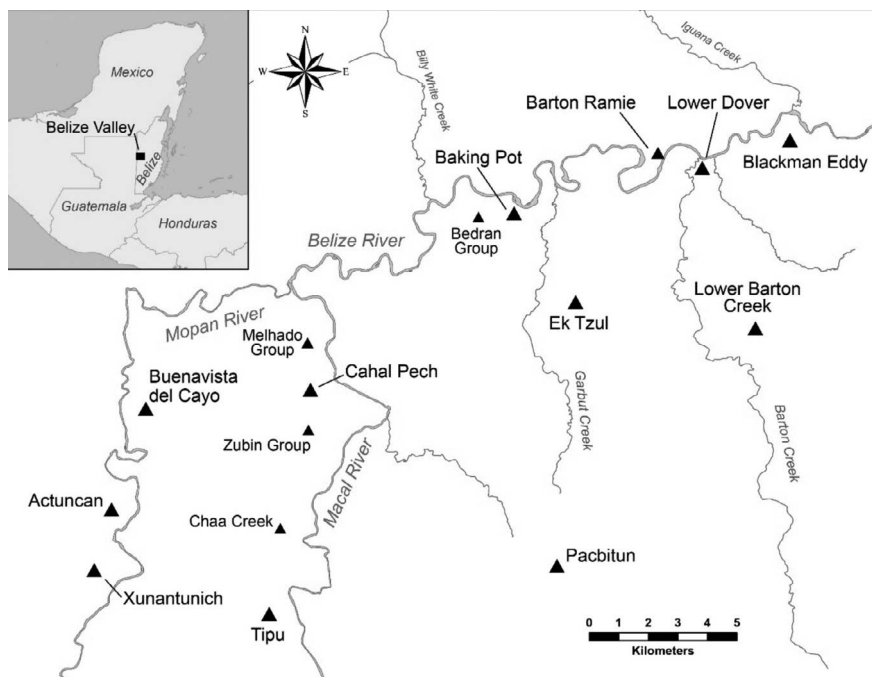 Mexico
Belize Valley
Belize
Guatemala
Honduras
N
W
E
S
Billy White Creek
Iguana Creek
Barton Ramie
Lower Dover
Blackman Eddy
Baking Pot
Bedran
Group
Belize River
Lower Barton
Creek
Ek Tzul
Mopan River
Melhado
Group
Cahal Pech
Buenavista
del Cayo
Zubin Group
Garbut Creek
Barton Creek
Macal River
Actuncan
Chaa Creek
Pacbitun
Xunantunich
Tipu
0 1 2 3 4 5
Kilometers